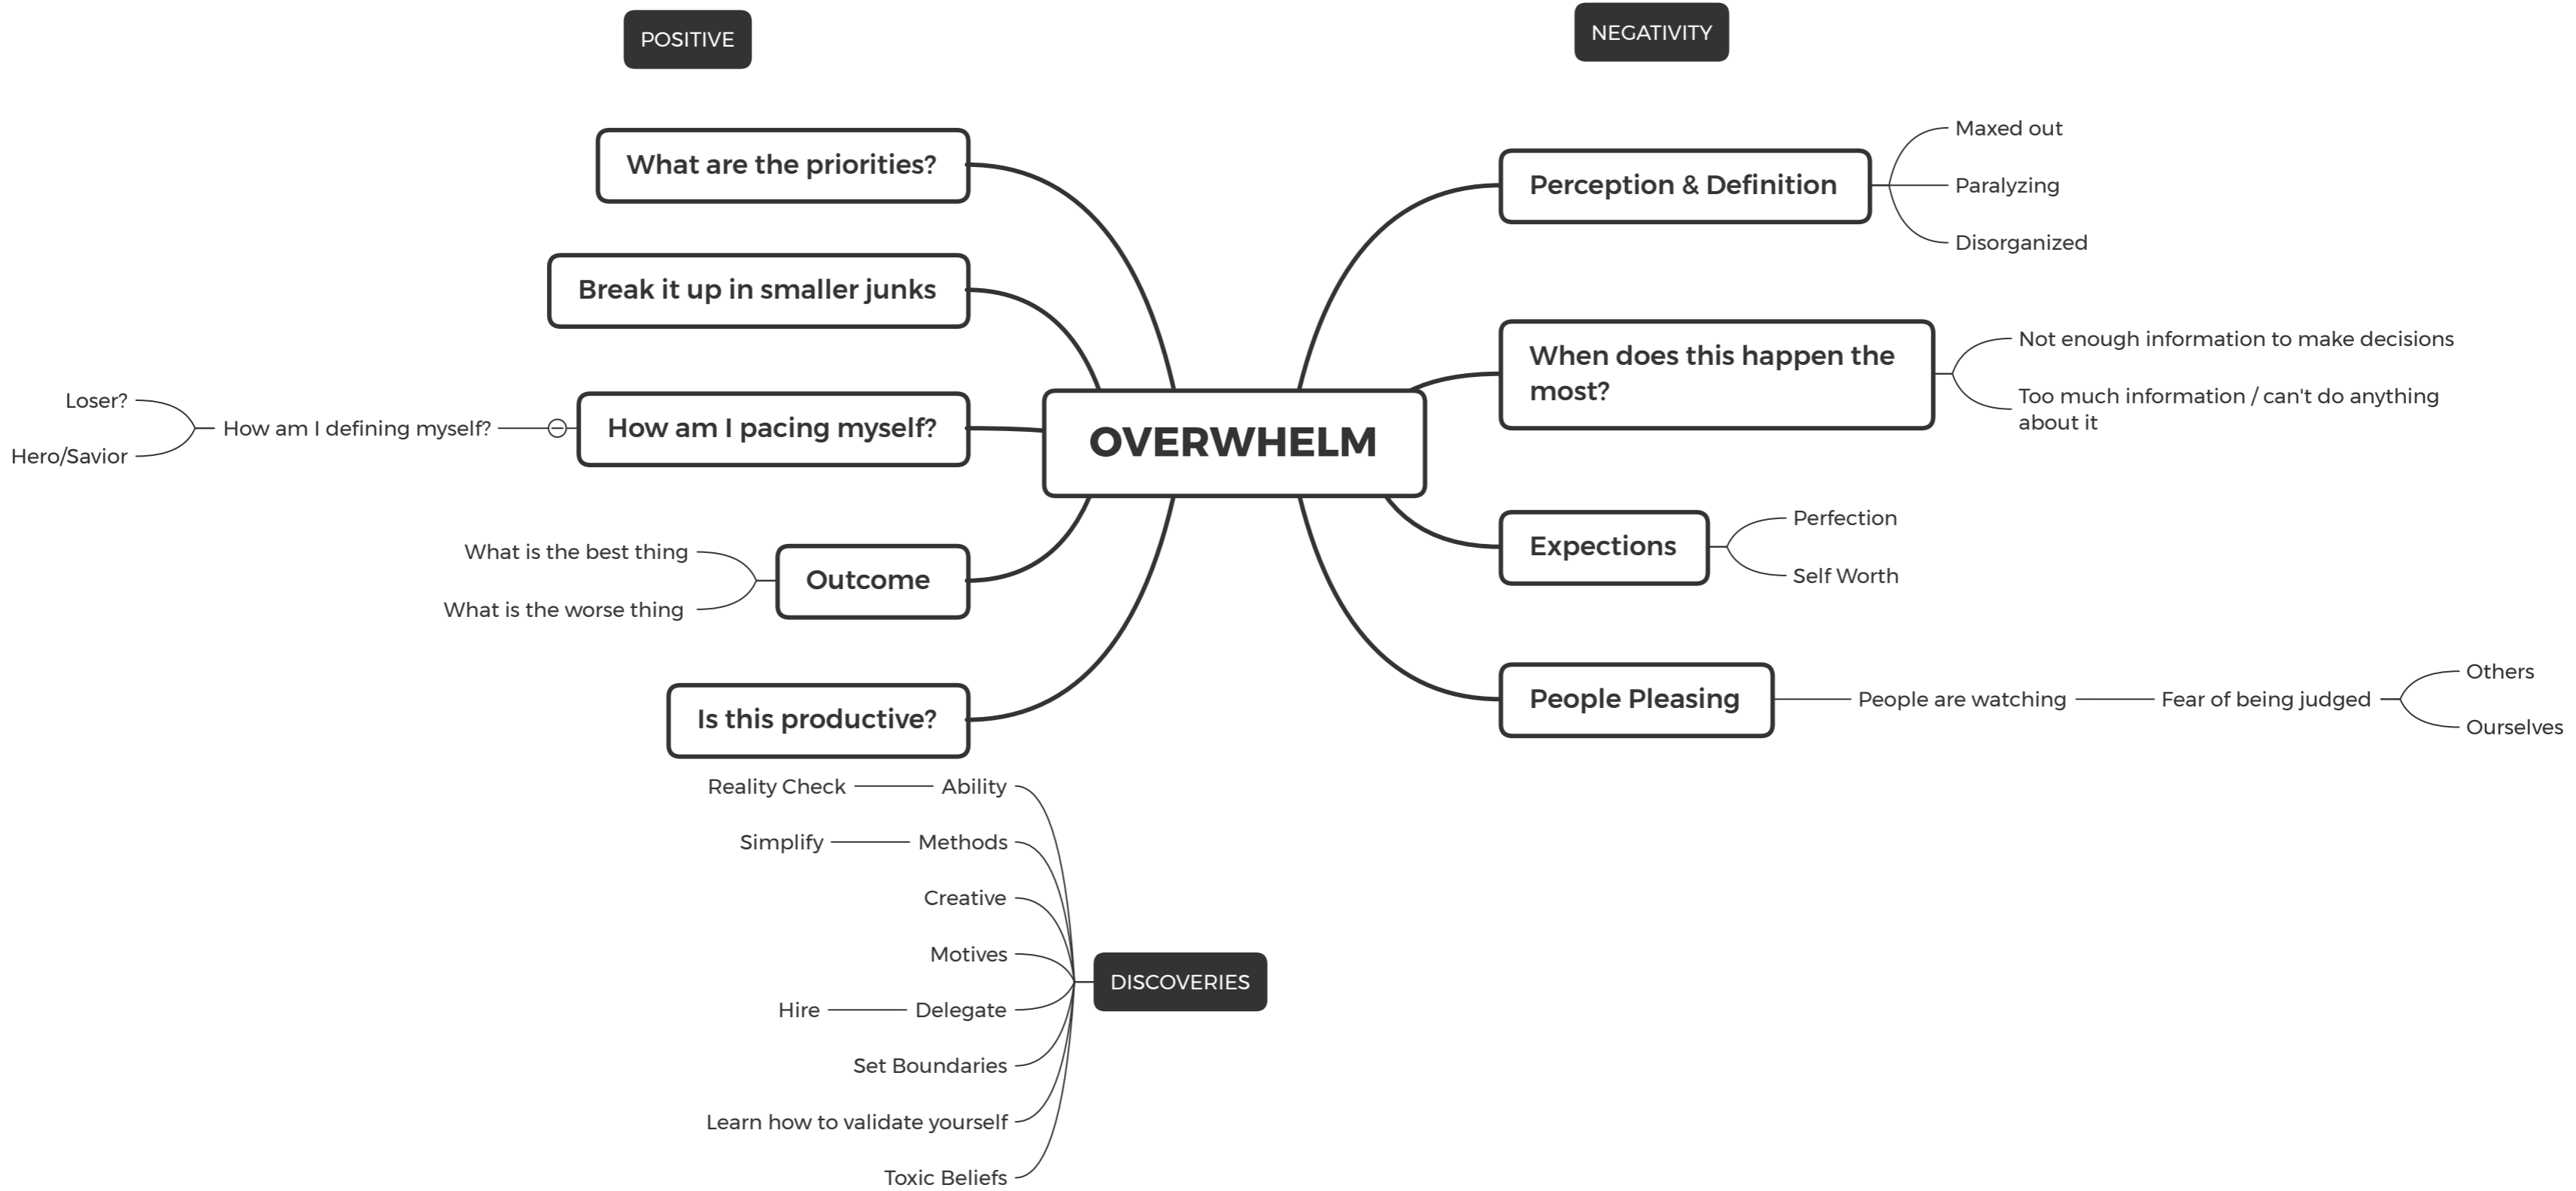 POSITIVE
NEGATIVITY
What are the priorities?
Break it up in smaller junks
How am I pacing myself?
How am I defining myself?
Loser?
Hero/Savior
Outcome
What is the best thing
What is the worse thing
Is this productive?
OVERWHELM
Perception & Definition
Maxed out
Paralyzing
Disorganized
When does this happen the
most?
Not enough information to make decisions
Too much information / can't do anything
about it
Expections
Perfection
Self Worth
People Pleasing
People are watching
Fear of being judged
Others
Ourselves
DISCOVERIES
Ability
Reality Check
Methods
Simplify
Creative
Motives
Delegate
Hire
Set Boundaries
Learn how to validate yourself
Toxic Beliefs